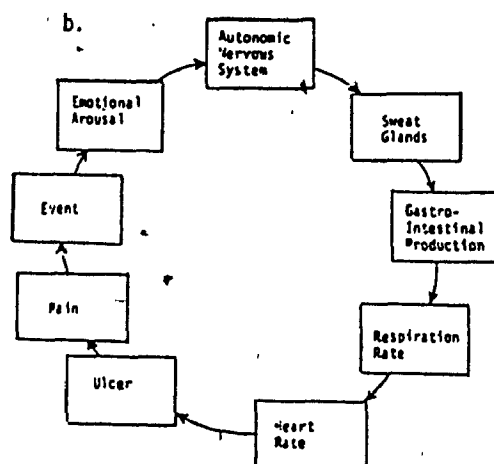 b.
Autonomic
Nervous
System
Sweat
Glands
Gastro-
Intestinal
Production
Respiration
Rate
Heart
Rate
Ulcer
Pain
Event
Emotional
Arousal